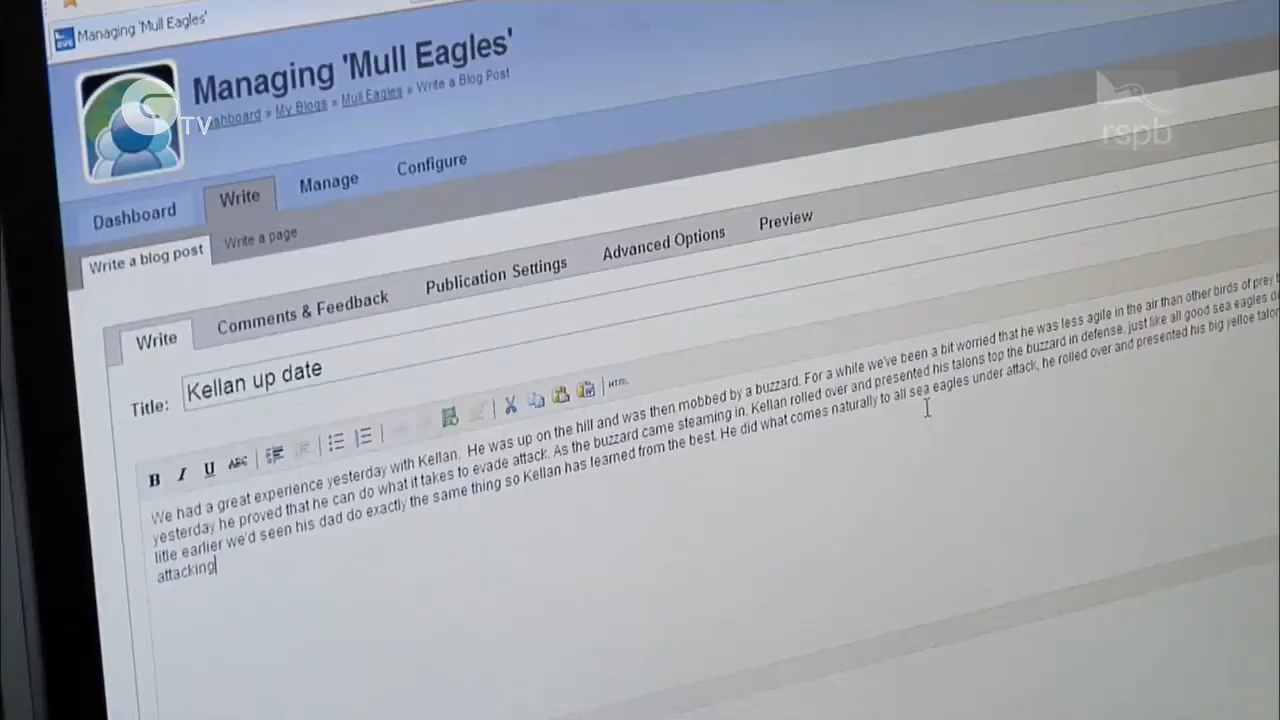 Managing 'Mull Eagles'
Managing 'Mull Eagles'
Dashboard » My Blogs » Mull Eagles » Write a Blog Post
TV
rspb
Dashboard
Write
Manage
Configure
Write a blog post
Write a page
Write
Comments & Feedback
Publication Settings
Advanced Options
Preview
Title:
Kellan up date
B I U ABC HTML
We had a great experience yesterday with Kellan. He was up on the hill and was then mobbed by a buzzard. For a while we've been a bit worried that he was less agile in the air than other birds of prey
yesterday he proved that he can do what it takes to evade attack. As the buzzard came steaming in, Kellan rolled over and presented his talons top the buzzard in defense, just like all good sea eagles
litle earlier we'd seen his dad do exactly the same thing so Kellan has learned from the best. He did what comes naturally to all sea eagles under attack, he rolled over and presented his big yelloe
attacking